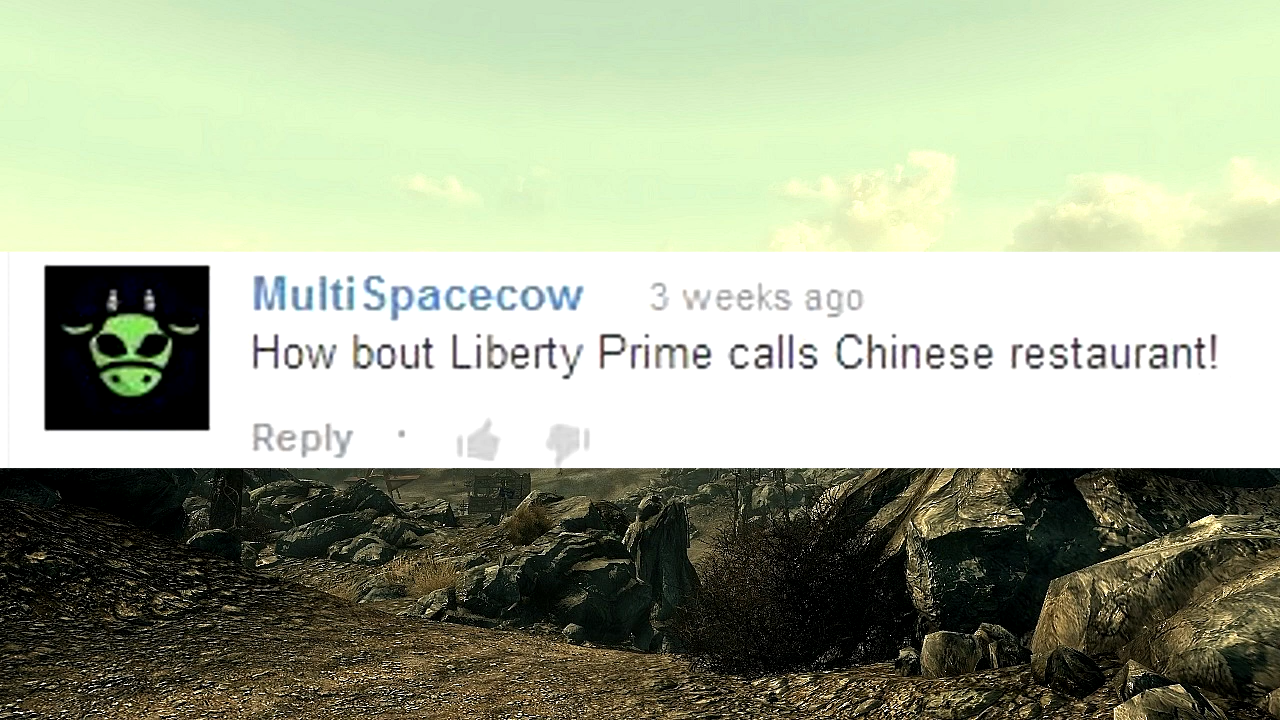 MultiSpacecow 3 weeks ago
How bout Liberty Prime calls Chinese restaurant!
Reply ·